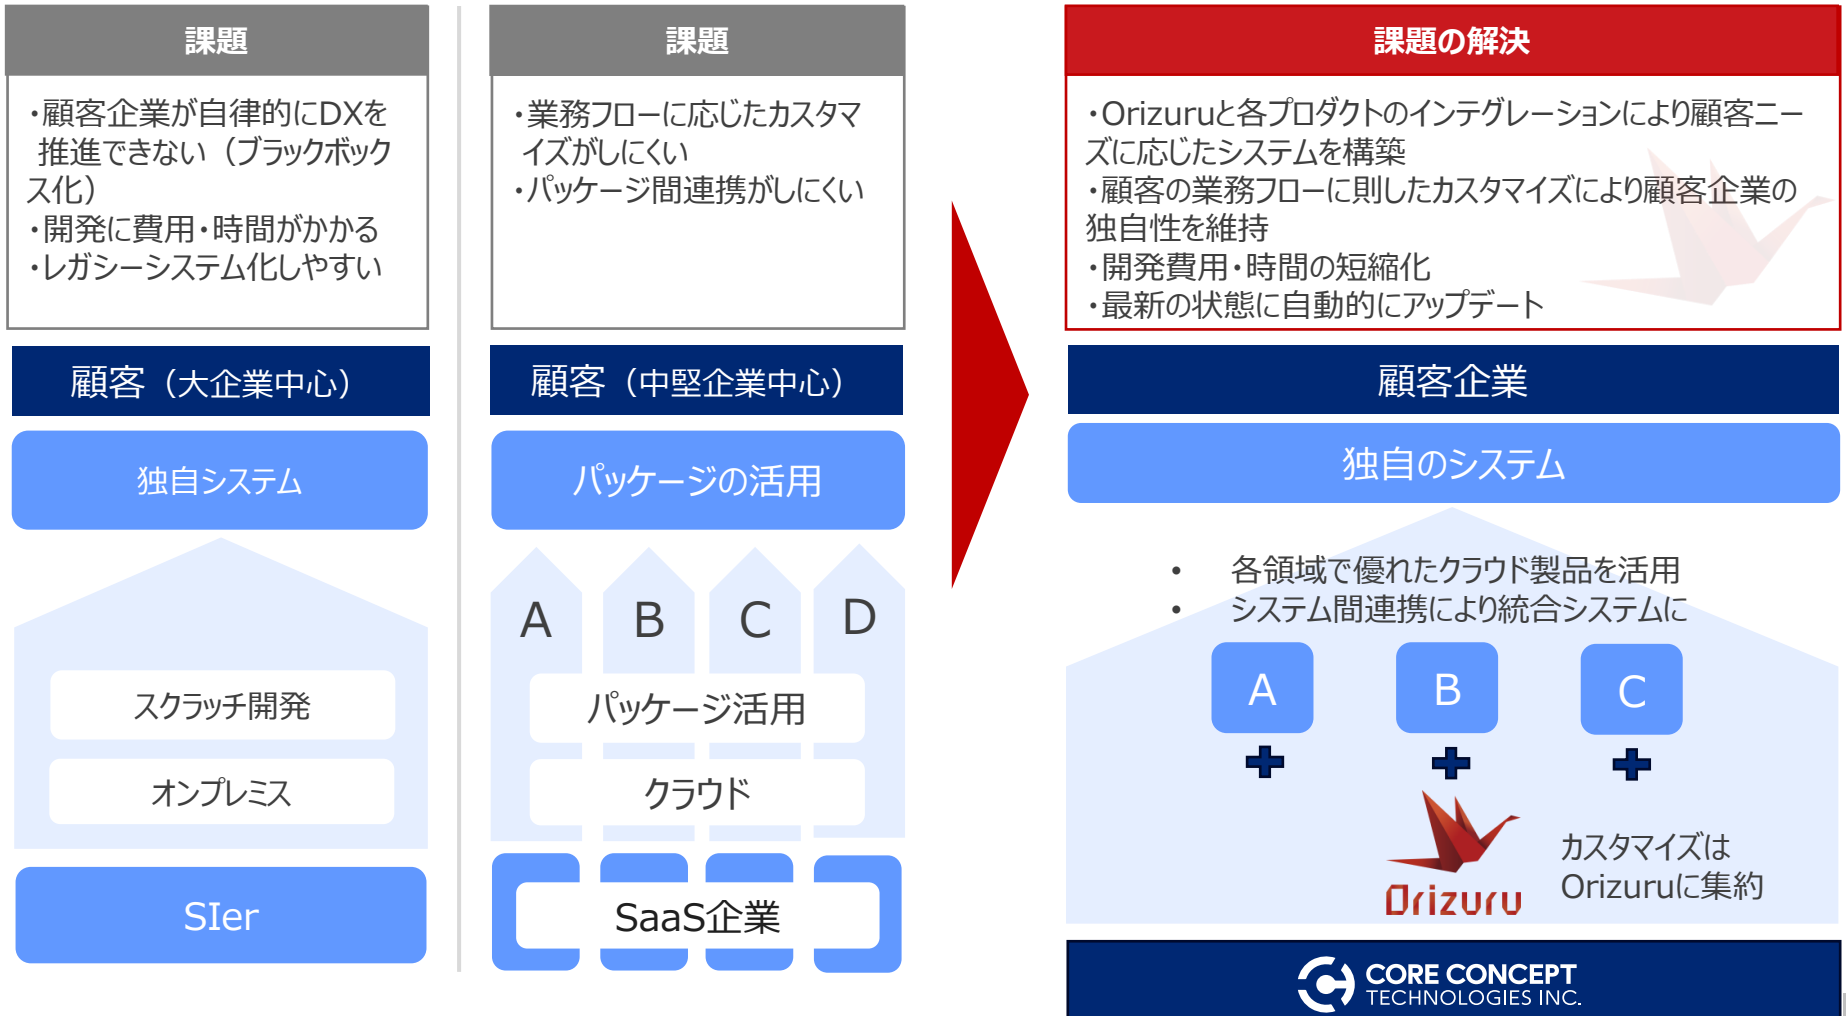 課題
・顧客企業が自律的にDXを
推進できない（ブラックボック
ス化）
・開発に費用・時間がかかる
・レガシーシステム化しやすい
顧客（大企業中心）
独自システム
スクラッチ開発
オンプレミス
SIer
課題
・業務フローに応じたカスタマ
イズがしにくい
・パッケージ間連携がしにくい
顧客（中堅企業中心）
パッケージの活用
A B C D
パッケージ活用
クラウド
SaaS企業
課題の解決
・Orizuruと各プロダクトのインテグレーションにより顧客ニー
ズに応じたシステムを構築
・顧客の業務フローに則したカスタマイズにより顧客企業の
独自性を維持
・開発費用・時間の短縮化
・最新の状態に自動的にアップデート
顧客企業
独自のシステム
• 各領域で優れたクラウド製品を活用
• システム間連携により統合システムに
A B C
Orizuru
カスタマイズは
Orizuruに集約
CORE CONCEPT
TECHNOLOGIES INC.